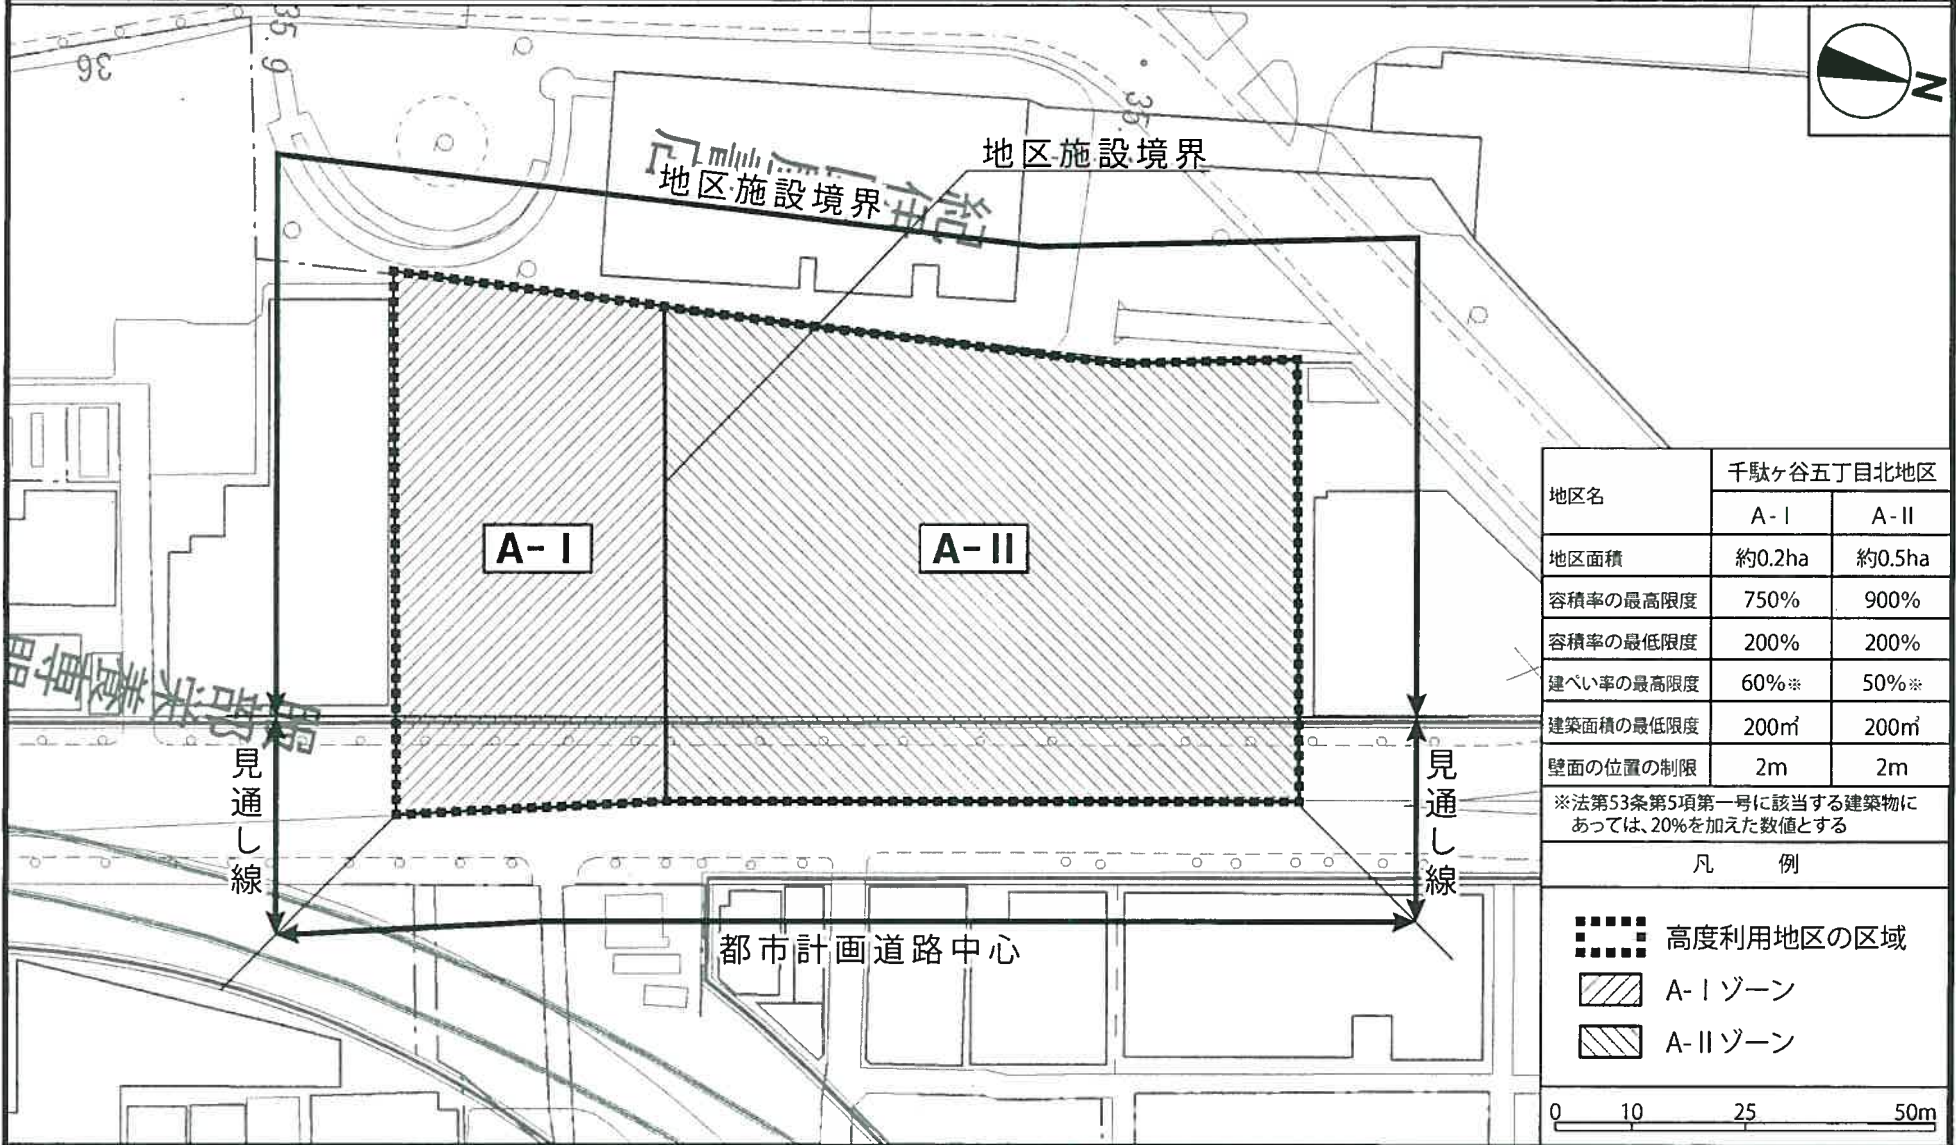 35.9
36
35.
N
地区施設境界
地区施設境界
紀伊國屋
A-Ⅰ
A-Ⅱ
見通し線
見通し線
都市計画道路中心
地区名
千駄ヶ谷五丁目北地区
A-Ⅰ A-Ⅱ
地区面積 約0.2ha 約0.5ha
容積率の最高限度 750% 900%
容積率の最低限度 200% 200%
建ぺい率の最高限度 60%※ 50%※
建築面積の最低限度 200㎡ 200㎡
壁面の位置の制限 2m 2m
※法第53条第5項第一号に該当する建築物に
あっては、20%を加えた数値とする
凡 例
高度利用地区の区域
A-Ⅰゾーン
A-Ⅱゾーン
0 10 25 50m